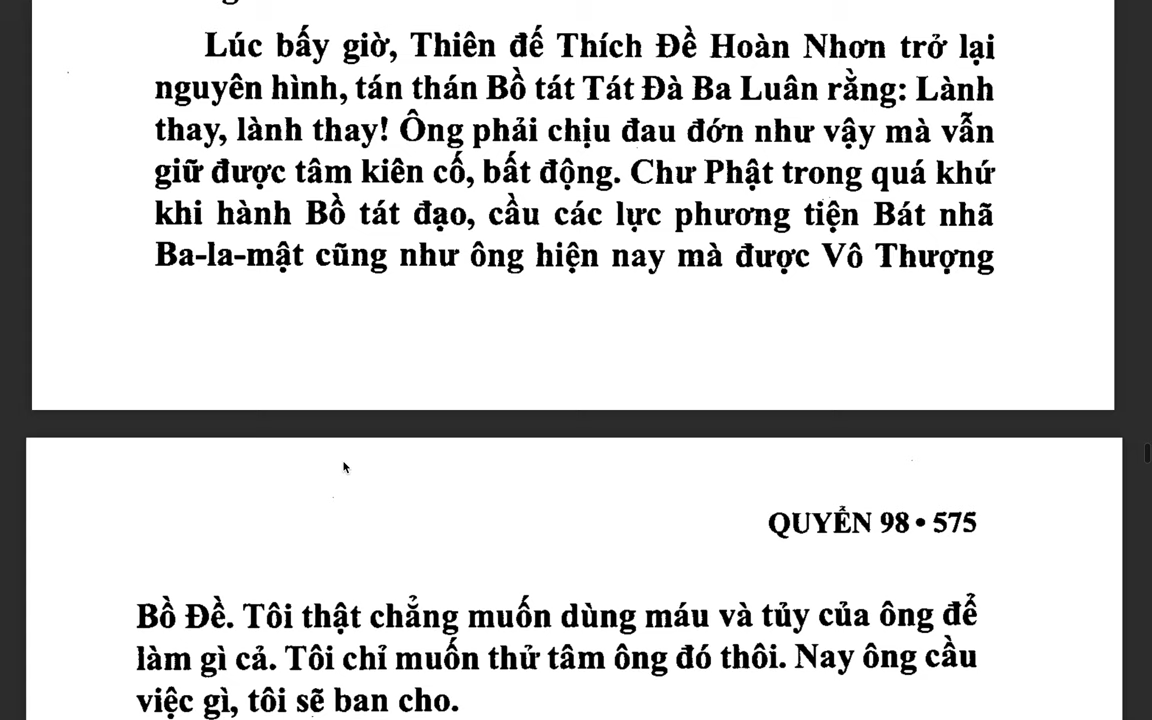 Lúc bấy giờ, Thiên đế Thích Đề Hoàn Nhơn trở lại
nguyên hình, tán thán Bồ tát Tát Đà Ba Luân rằng: Lành
thay, lành thay! Ông phải chịu đau đớn như vậy mà vẫn
giữ được tâm kiên cố, bất động. Chư Phật trong quá khứ
khi hành Bồ tát đạo, cầu các lực phương tiện Bát nhã
Ba-la-mật cũng như ông hiện nay mà được Vô Thượng
QUYỂN 98 • 575
Bồ Đề. Tôi thật chẳng muốn dùng máu và tủy của ông để
làm gì cả. Tôi chỉ muốn thử tâm ông đó thôi. Nay ông cầu
việc gì, tôi sẽ ban cho.